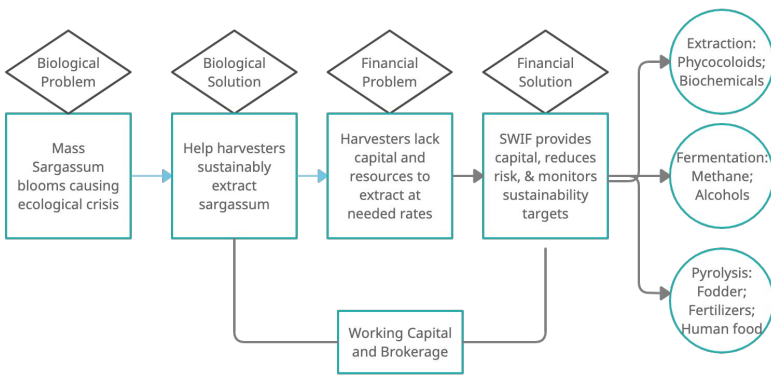 Biological
Problem
Biological
Solution
Financial
Problem
Financial
Solution
Mass
Sargassum
blooms causing
ecological crisis
Help harvesters
sustainably
extract
sargassum
Harvesters lack
capital and
resources to
extract at
needed rates
SWIF provides
capital, reduces
risk, & monitors
sustainability
targets
Extraction:
Phycocoloids;
Biochemicals
Fermentation:
Methane;
Alcohols
Pyrolysis:
Fodder;
Fertilizers;
Human food
Working Capital
and Brokerage